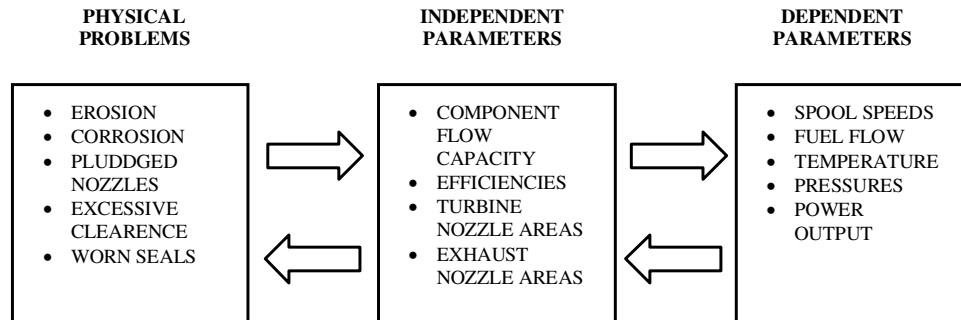 PHYSICAL
PROBLEMS
INDEPENDENT
PARAMETERS
DEPENDENT
PARAMETERS
• EROSION
• CORROSION
• PLUDDGED
NOZZLES
• EXCESSIVE
CLEARENCE
• WORN SEALS
• COMPONENT
FLOW
CAPACITY
• EFFICIENCIES
• TURBINE
NOZZLE AREAS
• EXHAUST
NOZZLE AREAS
• SPOOL SPEEDS
• FUEL FLOW
• TEMPERATURE
• PRESSURES
• POWER
OUTPUT